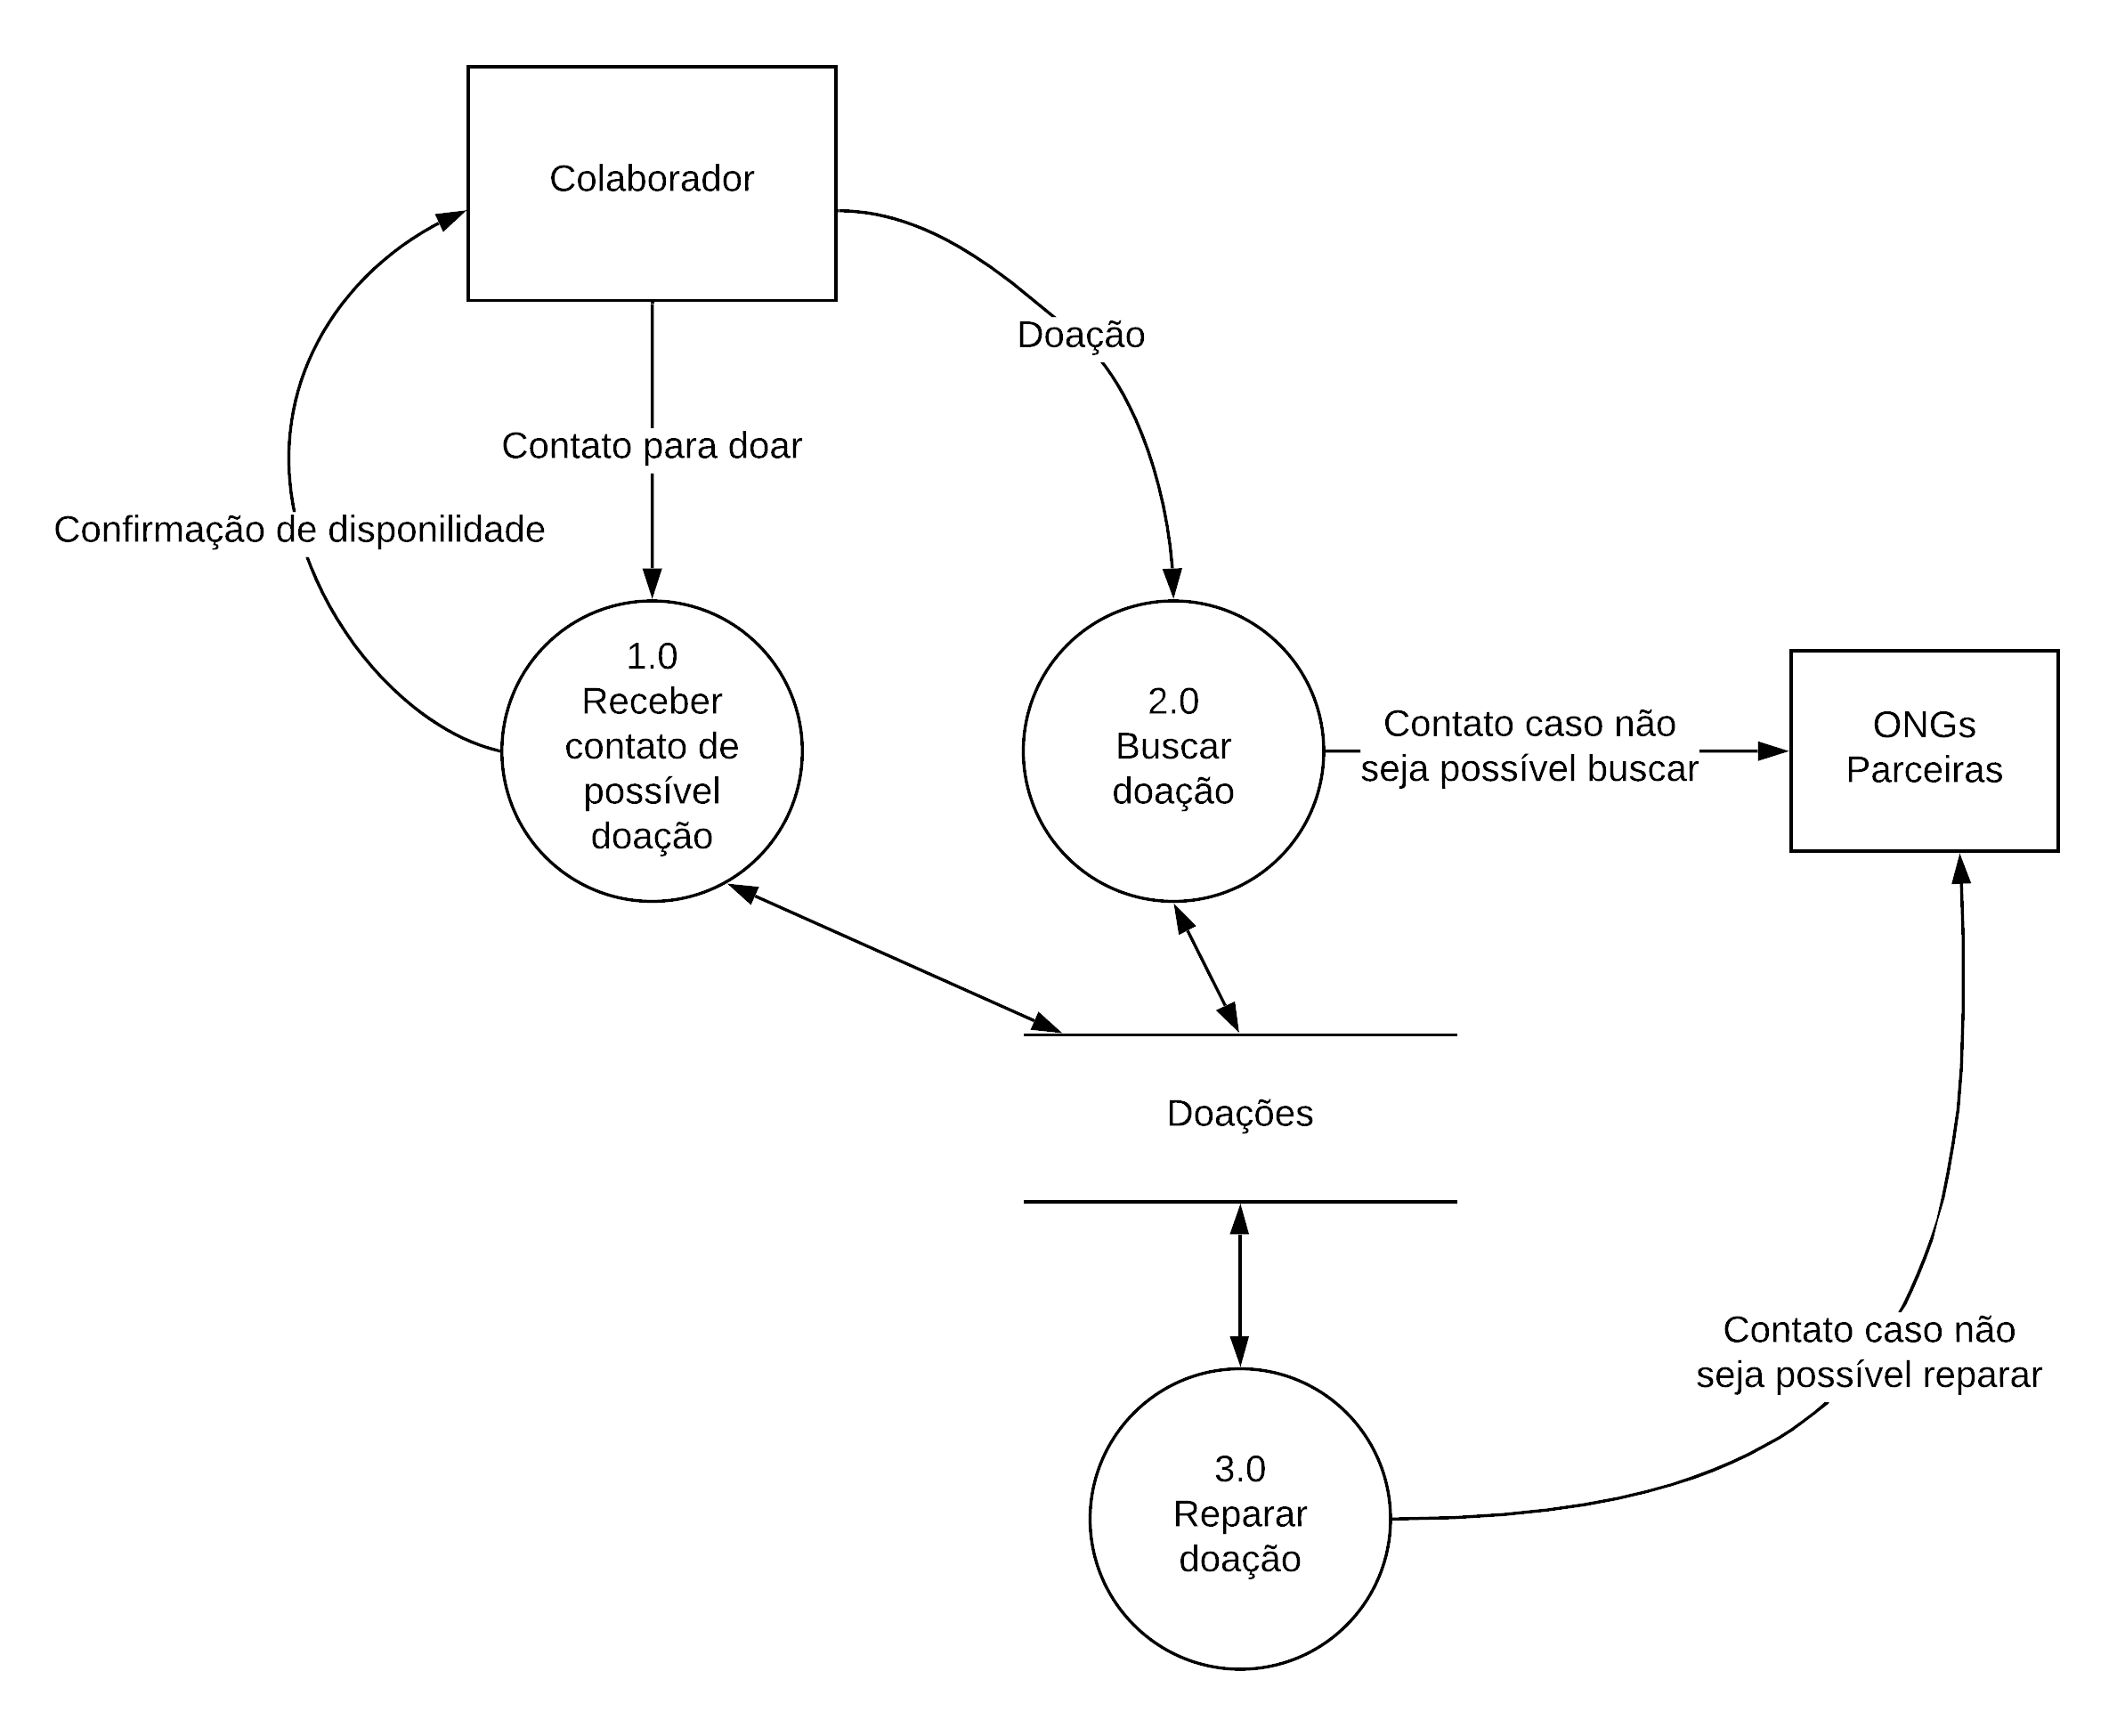 Colaborador
Doação
Contato para doar
Confirmação de disponilidade
1.0
Receber
contato de
possível
doação
2.0
Buscar
doação
Contato caso não
seja possível buscar
ONGs
Parceiras
Doações
Contato caso não
seja possível reparar
3.0
Reparar
doação